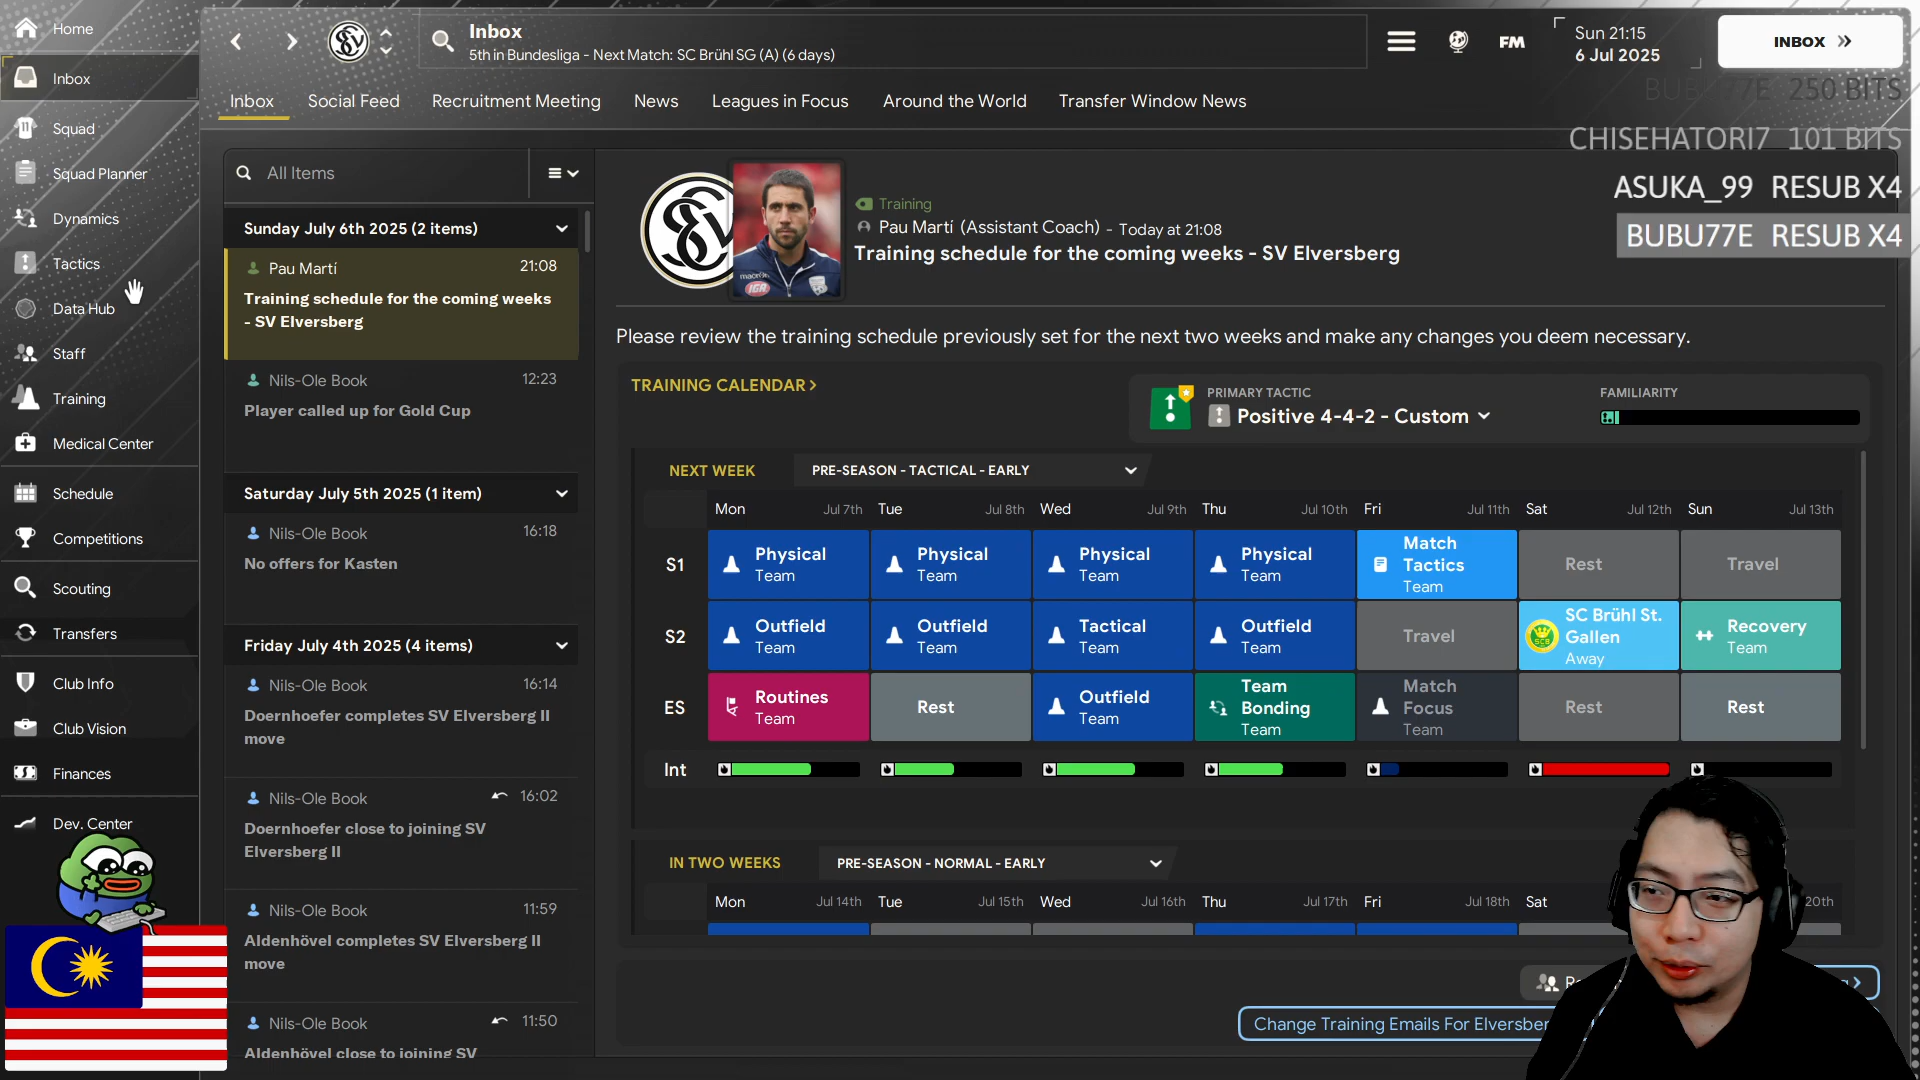 Home
Inbox
Squad
Squad Planner
Dynamics
Tactics
Data Hub
Staff
Training
Medical Center
Schedule
Competitions
Scouting
Transfers
Club Info
Club Vision
Finances
Dev. Center
Inbox
5th in Bundesliga - Next Match: SC Brühl SG (A) (6 days)
FM
Sun 21:15
6 Jul 2025
INBOX
BUBU77E 250 BITS
CHISEHATORI7 101 BITS
ASUKA_99 RESUB X4
BUBU77E RESUB X4
Inbox Social Feed Recruitment Meeting News Leagues in Focus Around the World Transfer Window News
All Items
Sunday July 6th 2025 (2 items)
Pau Martí 21:08
Training schedule for the coming weeks
- SV Elversberg
Nils-Ole Book 12:23
Player called up for Gold Cup
Saturday July 5th 2025 (1 item)
Nils-Ole Book 16:18
No offers for Kasten
Friday July 4th 2025 (4 items)
Nils-Ole Book 16:14
Doernhoefer completes SV Elversberg II
move
Nils-Ole Book 16:02
Doernhoefer close to joining SV
Elversberg II
Nils-Ole Book 11:59
Aldenhövel completes SV Elversberg II
move
Nils-Ole Book 11:50
Aldenhövel close to joining SV
Training
Pau Martí (Assistant Coach) - Today at 21:08
Training schedule for the coming weeks - SV Elversberg
Please review the training schedule previously set for the next two weeks and make any changes you deem necessary.
TRAINING CALENDAR >
PRIMARY TACTIC
Positive 4-4-2 - Custom
FAMILIARITY
NEXT WEEK PRE-SEASON - TACTICAL - EARLY
Mon Jul 7th Tue Jul 8th Wed Jul 9th Thu Jul 10th Fri Jul 11th Sat Jul 12th Sun Jul 13th
S1
Physical
Team
Physical
Team
Physical
Team
Physical
Team
Match
Tactics
Team
Rest
Travel
S2
Outfield
Team
Outfield
Team
Tactical
Team
Outfield
Team
Travel
SC Brühl St.
Gallen
Away
Recovery
Team
ES
Routines
Team
Rest
Outfield
Team
Team
Bonding
Team
Match
Focus
Team
Rest
Rest
Int
IN TWO WEEKS PRE-SEASON - NORMAL - EARLY
Mon Jul 14th Tue Jul 15th Wed Jul 16th Thu Jul 17th Fri Jul 18th Sat 20th
Change Training Emails For